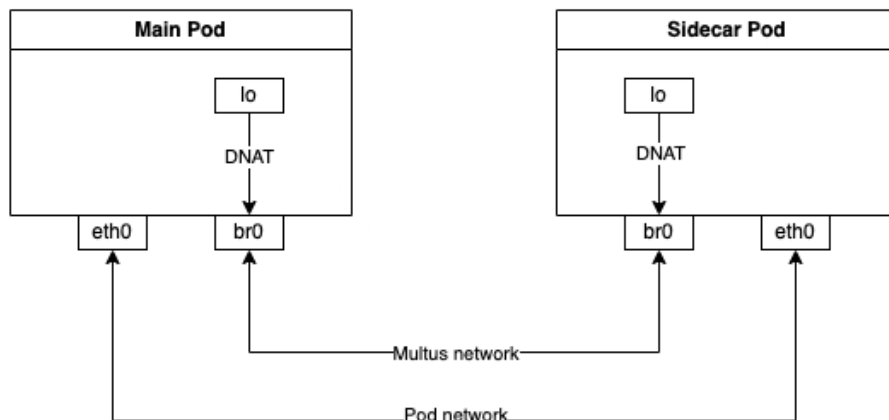 Main Pod
Sidecar Pod
lo
lo
DNAT
DNAT
eth0
br0
br0
eth0
Multus network
Pod network